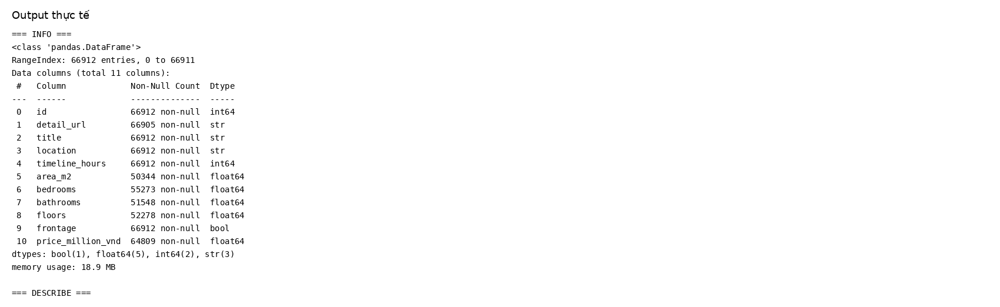 Output thực tế
=== INFO ===
<class 'pandas.DataFrame'>
RangeIndex: 66912 entries, 0 to 66911
Data columns (total 11 columns):
 #   Column             Non-Null Count  Dtype
---  ------             --------------  -----
 0   id                 66912 non-null  int64
 1   detail_url         66905 non-null  str
 2   title              66912 non-null  str
 3   location           66912 non-null  str
 4   timeline_hours     66912 non-null  int64
 5   area_m2            50344 non-null  float64
 6   bedrooms           55273 non-null  float64
 7   bathrooms          51548 non-null  float64
 8   floors             52278 non-null  float64
 9   frontage           66912 non-null  bool
 10  price_million_vnd  64809 non-null  float64
dtypes: bool(1), float64(5), int64(2), str(3)
memory usage: 18.9 MB

=== DESCRIBE ===